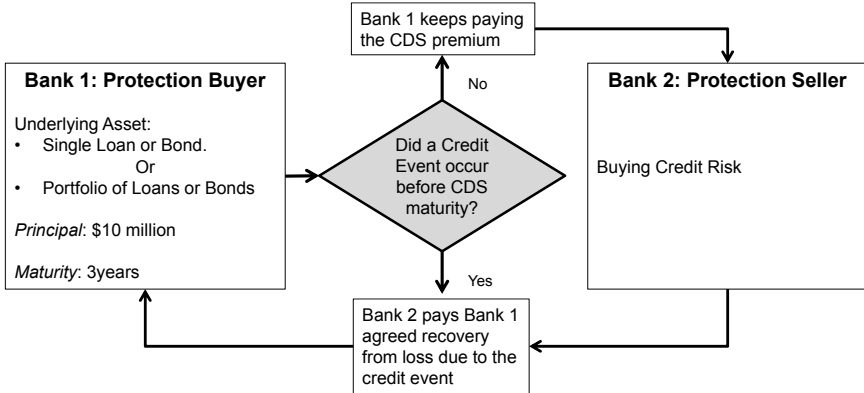 Bank 1 keeps paying
the CDS premium
Bank 1: Protection Buyer
Underlying Asset:
• Single Loan or Bond.
Or
• Portfolio of Loans or Bonds
Principal: $10 million
Maturity: 3years
No
Did a Credit
Event occur
before CDS
maturity?
Yes
Bank 2: Protection Seller
Buying Credit Risk
Bank 2 pays Bank 1
agreed recovery
from loss due to the
credit event